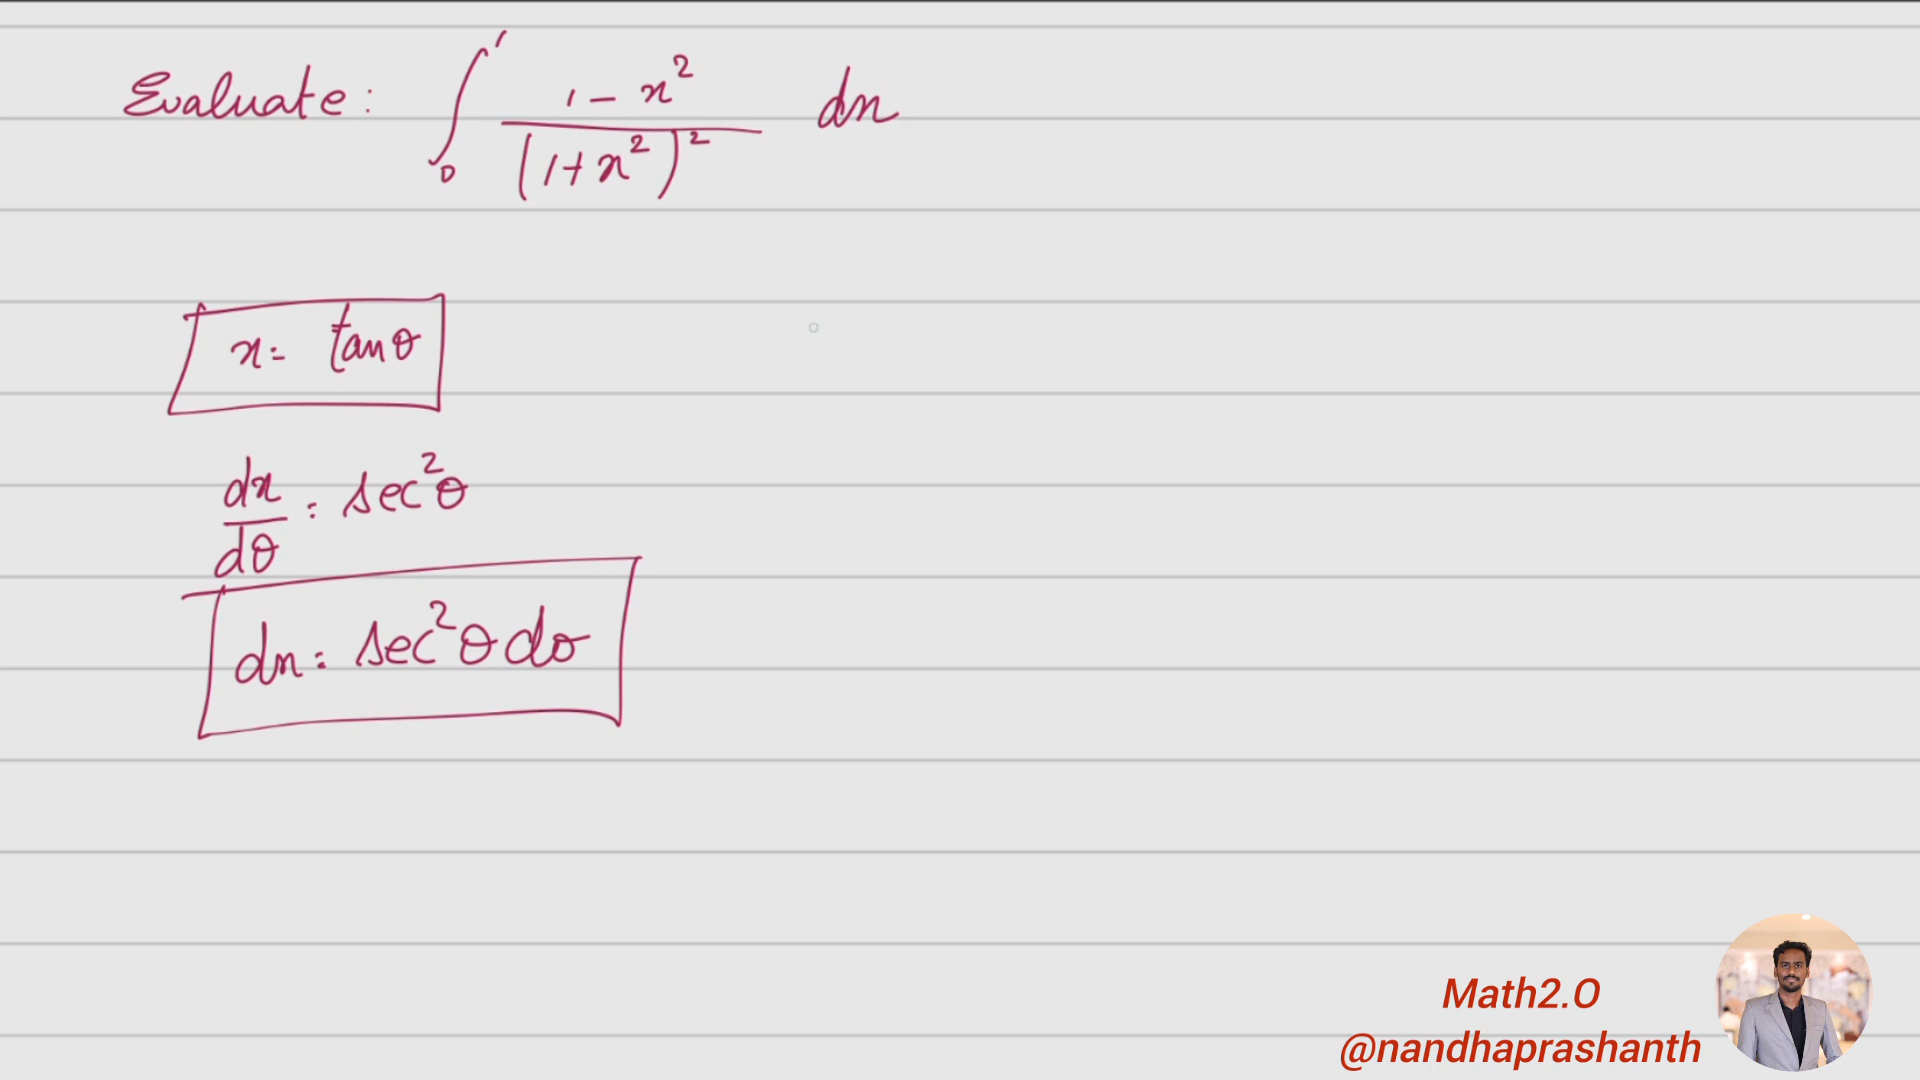 Evaluate: ∫₀¹ (1 - x²)/(1+x²)² dx
x = tanθ
dx/dθ = sec²θ
dx = sec²θ dθ
Math2.O
@nandhaprashanth